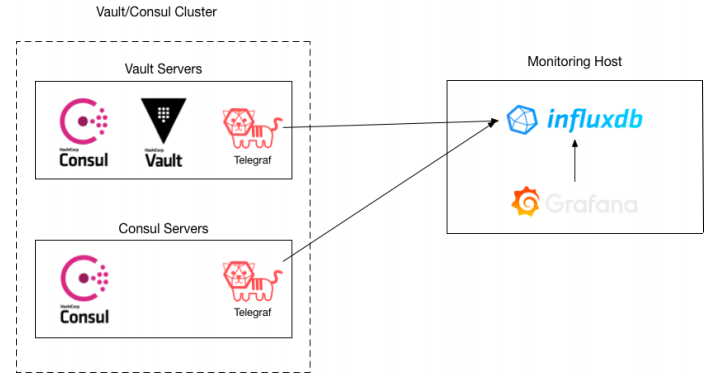 Vault/Consul Cluster
Vault Servers
HashiCorp
Consul
HashiCorp
Vault
Telegraf
Monitoring Host
influxdb
Grafana
Consul Servers
HashiCorp
Consul
Telegraf